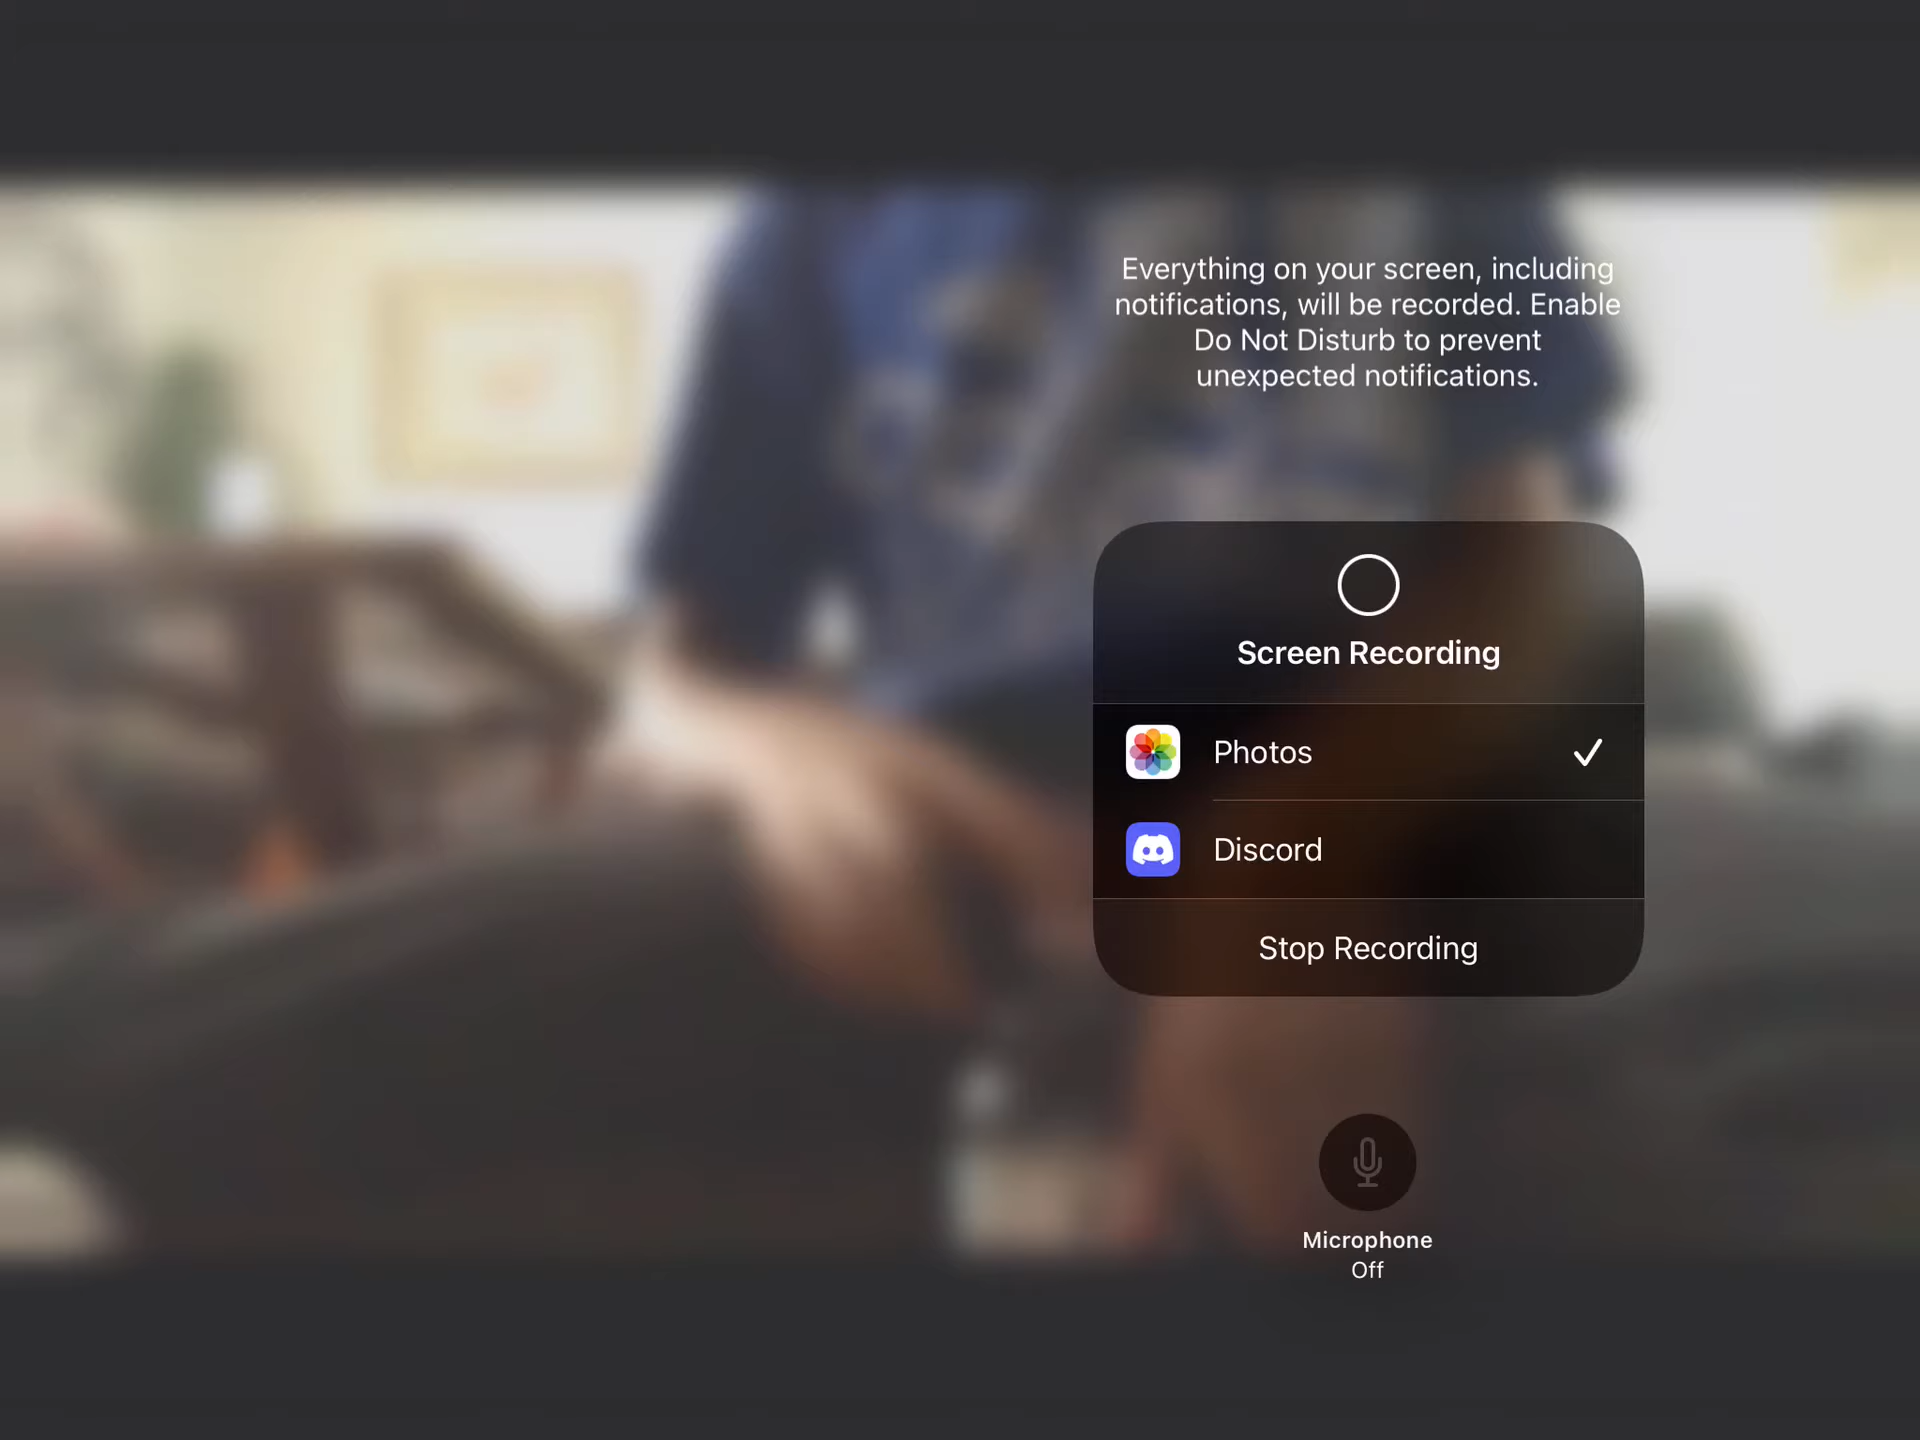 Everything on your screen, including
notifications, will be recorded. Enable
Do Not Disturb to prevent
unexpected notifications.
Screen Recording
Photos
Discord
Stop Recording
Microphone
Off